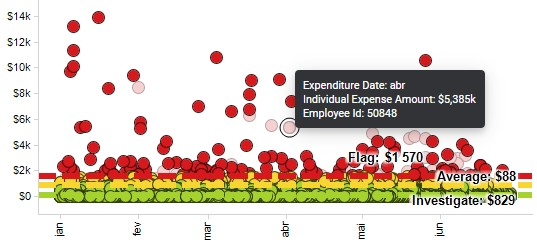 $14k
$12k
$10k
$8k
$6k
$4k
$2k
$0
Expenditure Date: abr
Individual Expense Amount: $5,385k
Employee Id: 50848
Flag: $1 570
Average: $88
Investigate: $829
jan
fev
mar
abr
mai
jun